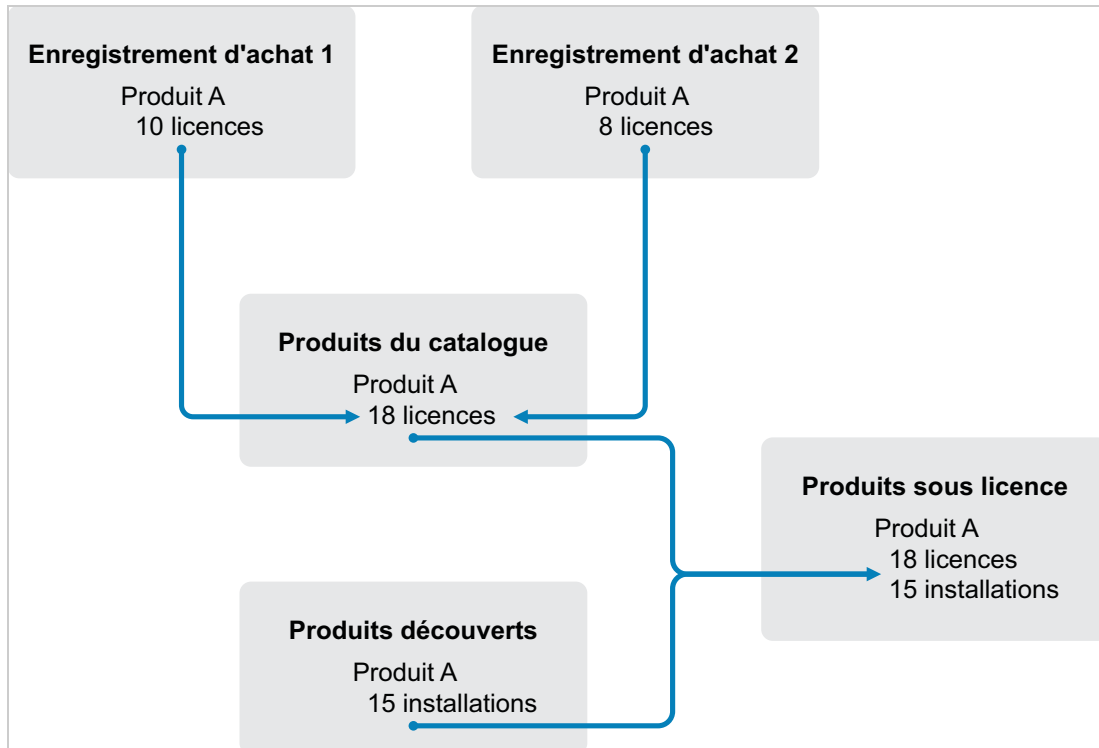 Enregistrement d'achat 1
Produit A
10 licences
Enregistrement d'achat 2
Produit A
8 licences
Produits du catalogue
Produit A
18 licences
Produits sous licence
Produit A
18 licences
15 installations
Produits découverts
Produit A
15 installations